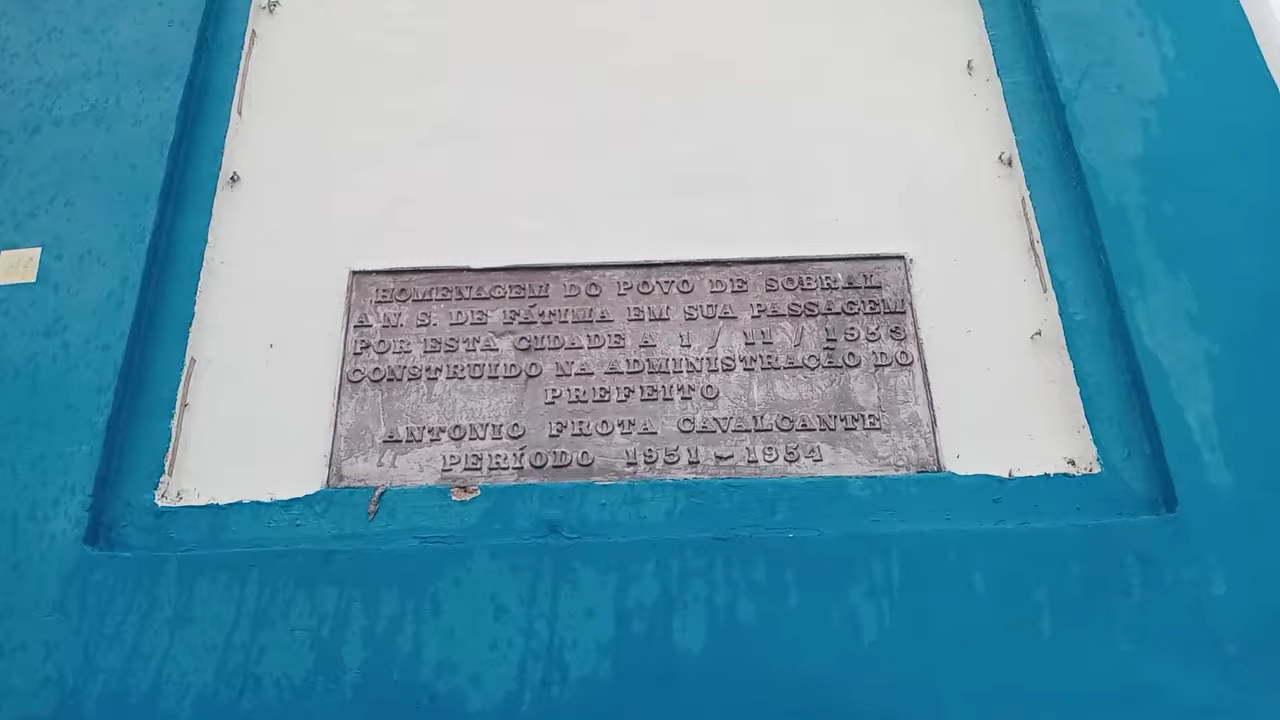 HOMENAGEM DO POVO DE SOBRAL
A N. S. DE FÁTIMA EM SUA PASSAGEM
POR ESTA CIDADE A 1 / 11 / 1953
CONSTRUIDO NA ADMINISTRAÇÃO DO
PREFEITO
ANTONIO FROTA CAVALCANTE
PERÍODO 1951 - 1954